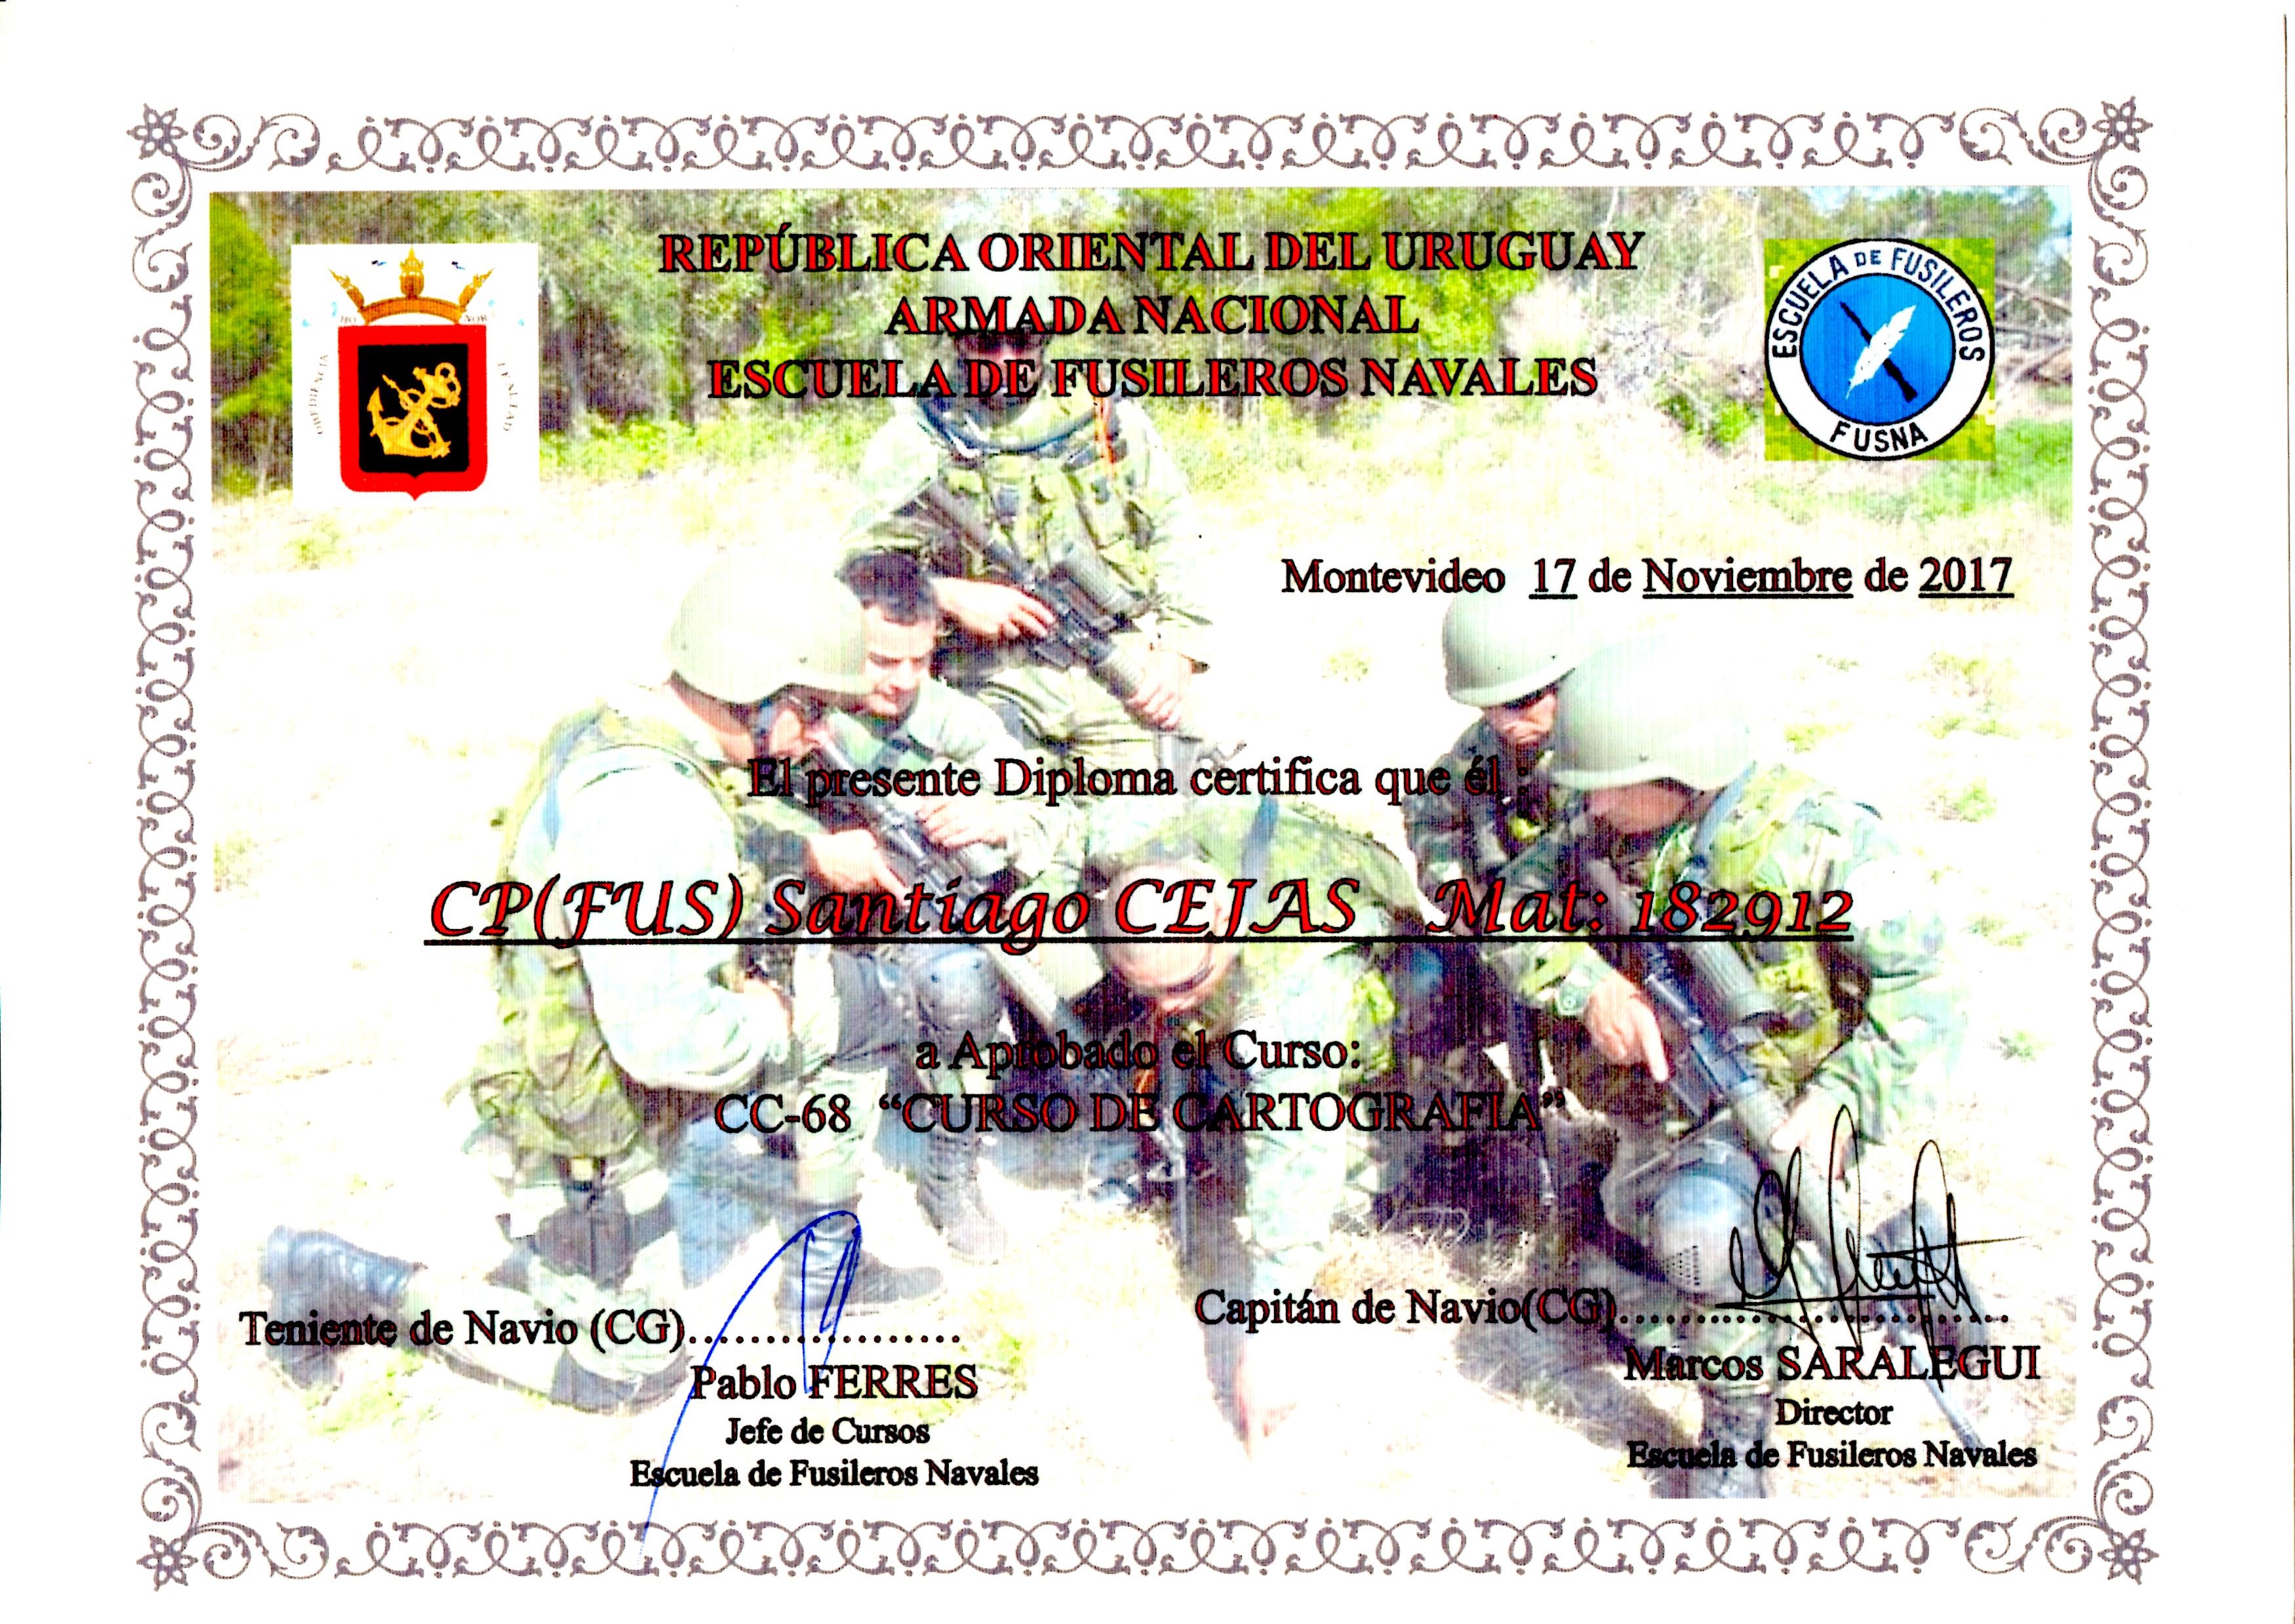 REPÚBLICA ORIENTAL DEL URUGUAY
ARMADA NACIONAL
ESCUELA DE FUSILEROS NAVALES
HONOR
OBEDIENCIA
LEALTAD
ESCUELA DE FUSILEROS
FUSNA
Montevideo 17 de Noviembre de 2017
El presente Diploma certifica que él :
CP(FUS) Santiago CEJAS Mat: 182912
a Aprobado el Curso:
CC-68 “CURSO DE CARTOGRAFIA”
Teniente de Navio (CG)..................
Pablo FERRES
Jefe de Cursos
Escuela de Fusileros Navales
Capitán de Navio(CG)......................
Marcos SARALEGUI
Director
Escuela de Fusileros Navales